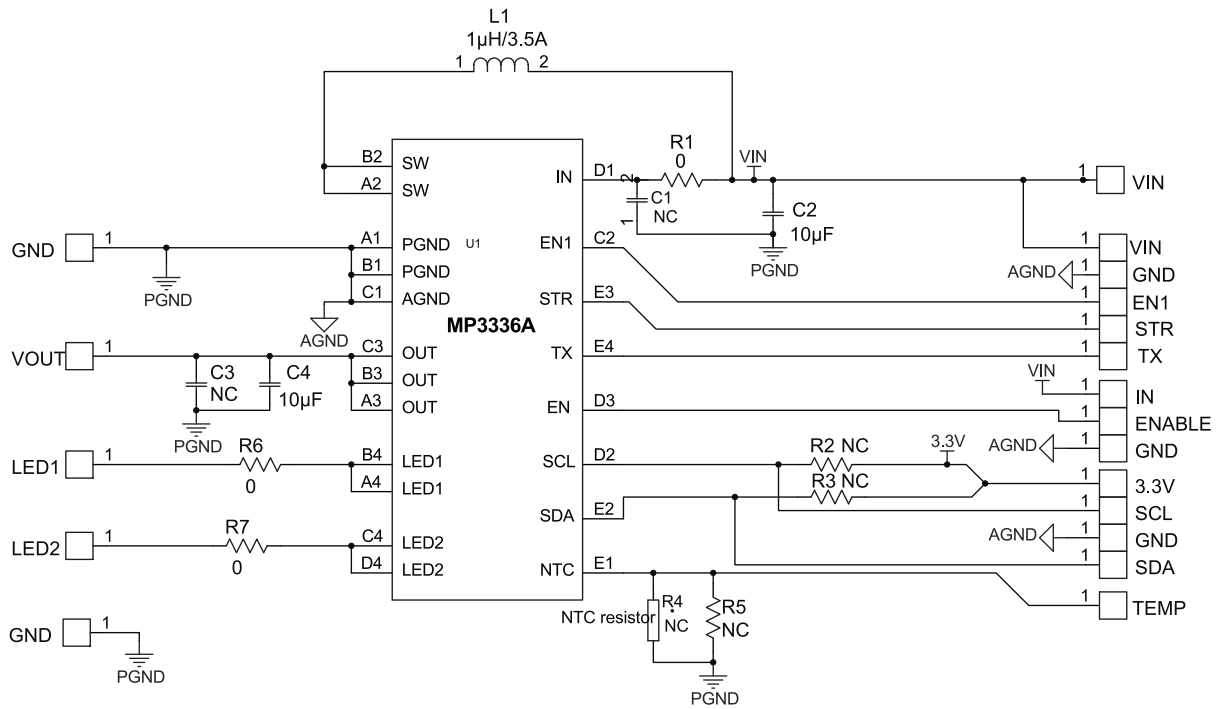 L1
1µH/3.5A
1 2
B2 SW
A2 SW
GND 1
A1 PGND
B1 PGND
C1 AGND
PGND
AGND
U1
MP3336A
VOUT 1
C3 OUT
B3 OUT
A3 OUT
C3
NC
C4
10µF
PGND
LED1 1
R6
0
B4 LED1
A4 LED1
LED2 1
R7
0
C4 LED2
D4 LED2
GND 1
PGND
IN D1
EN1 C2
STR E3
TX E4
EN D3
SCL D2
SDA E2
NTC E1
R1
0
VIN
2
C1
NC
1
C2
10µF
PGND
1 VIN
1 VIN
AGND 1 GND
1 EN1
1 STR
1 TX
VIN
1 IN
1 ENABLE
AGND 1 GND
R2 NC
3.3V
R3 NC
1 3.3V
1 SCL
AGND 1 GND
1 SDA
1 TEMP
NTC resistor
R4
NC
R5
NC
PGND